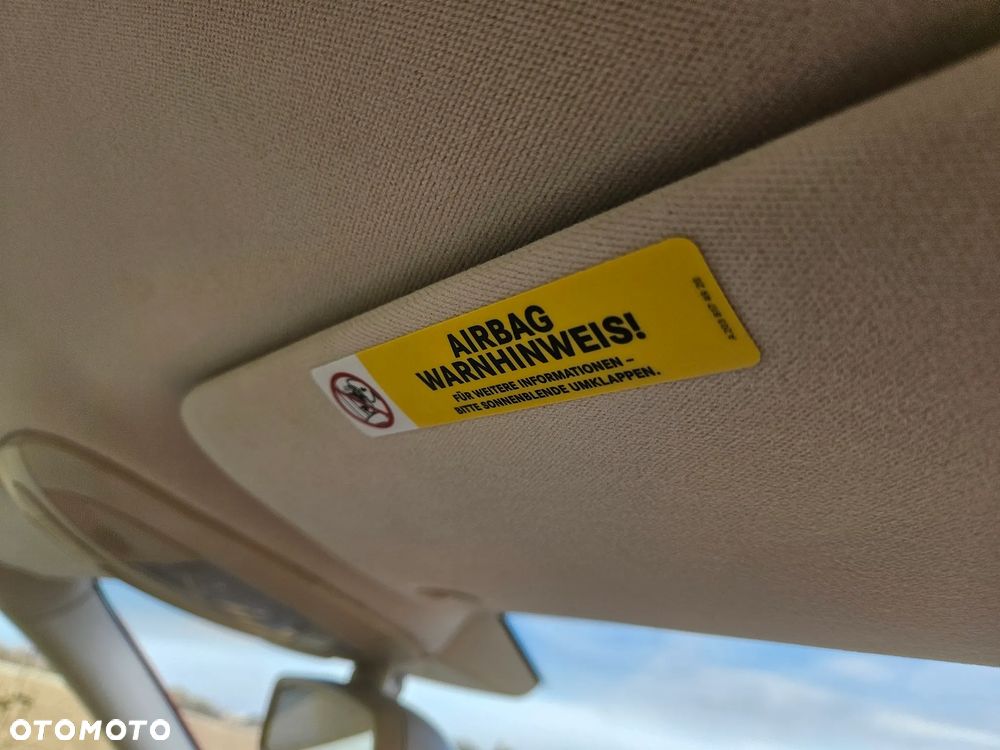 AIRBAG
WARNHINWEIS!
FÜR WEITERE INFORMATIONEN –
BITTE SONNENBLENDE UMKLAPPEN.
OTOMOTO